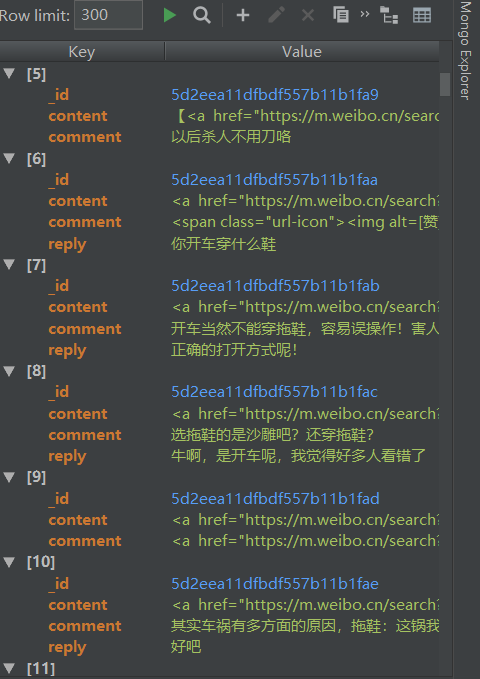 Row limit: 300
Key Value
[5]
_id 5d2eea11dfbdf557b11b1fa9
content 【<a href="https://m.weibo.cn/searc
comment 以后杀人不用刀咯
[6]
_id 5d2eea11dfbdf557b11b1faa
content <a href="https://m.weibo.cn/search?
comment <span class="url-icon"><img alt=[赞]
reply 你开车穿什么鞋
[7]
_id 5d2eea11dfbdf557b11b1fab
content <a href="https://m.weibo.cn/search?
comment 开车当然不能穿拖鞋，容易误操作！害人
reply 正确的打开方式呢！
[8]
_id 5d2eea11dfbdf557b11b1fac
content <a href="https://m.weibo.cn/search?
comment 选拖鞋的是沙雕吧？还穿拖鞋？
reply 牛啊，是开车呢，我觉得好多人看错了
[9]
_id 5d2eea11dfbdf557b11b1fad
content <a href="https://m.weibo.cn/search?
comment <a href="https://m.weibo.cn/search?
[10]
_id 5d2eea11dfbdf557b11b1fae
content <a href="https://m.weibo.cn/search?
comment 其实车祸有多方面的原因，拖鞋：这锅我
reply 好吧
[11]
Mongo Explorer